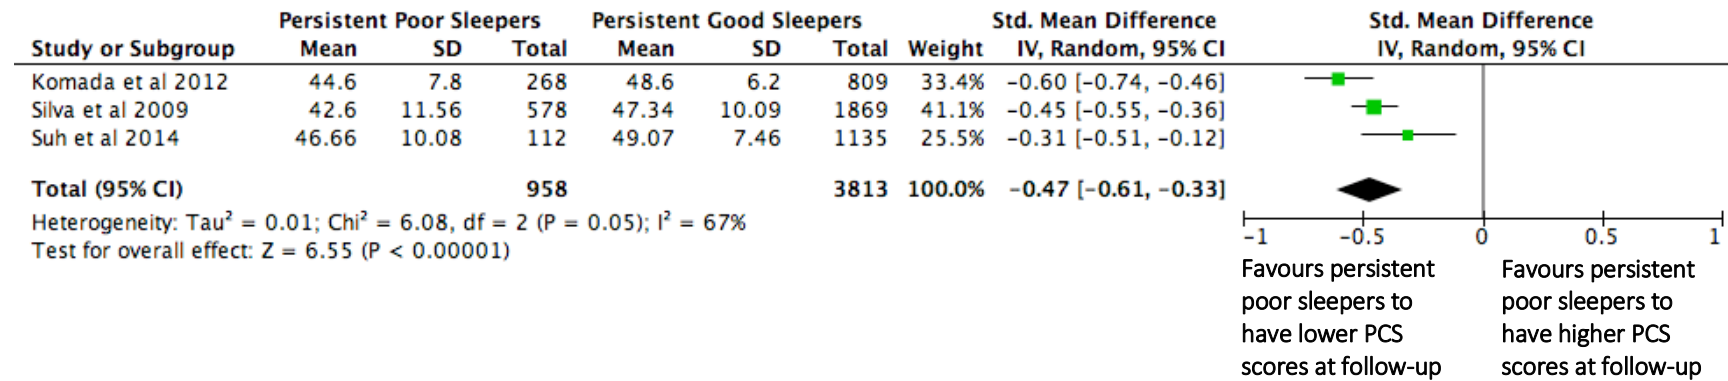 Persistent Poor Sleepers Persistent Good Sleepers Std. Mean Difference Std. Mean Difference
Study or Subgroup Mean SD Total Mean SD Total Weight IV, Random, 95% CI IV, Random, 95% CI
Komada et al 2012 44.6 7.8 268 48.6 6.2 809 33.4% −0.60 [−0.74, −0.46]
Silva et al 2009 42.6 11.56 578 47.34 10.09 1869 41.1% −0.45 [−0.55, −0.36]
Suh et al 2014 46.66 10.08 112 49.07 7.46 1135 25.5% −0.31 [−0.51, −0.12]
Total (95% CI) 958 3813 100.0% −0.47 [−0.61, −0.33]
Heterogeneity: Tau² = 0.01; Chi² = 6.08, df = 2 (P = 0.05); I² = 67%
Test for overall effect: Z = 6.55 (P < 0.00001)
−1 −0.5 0 0.5 1
Favours persistent
poor sleepers to
have lower PCS
scores at follow-up
Favours persistent
poor sleepers to
have higher PCS
scores at follow-up